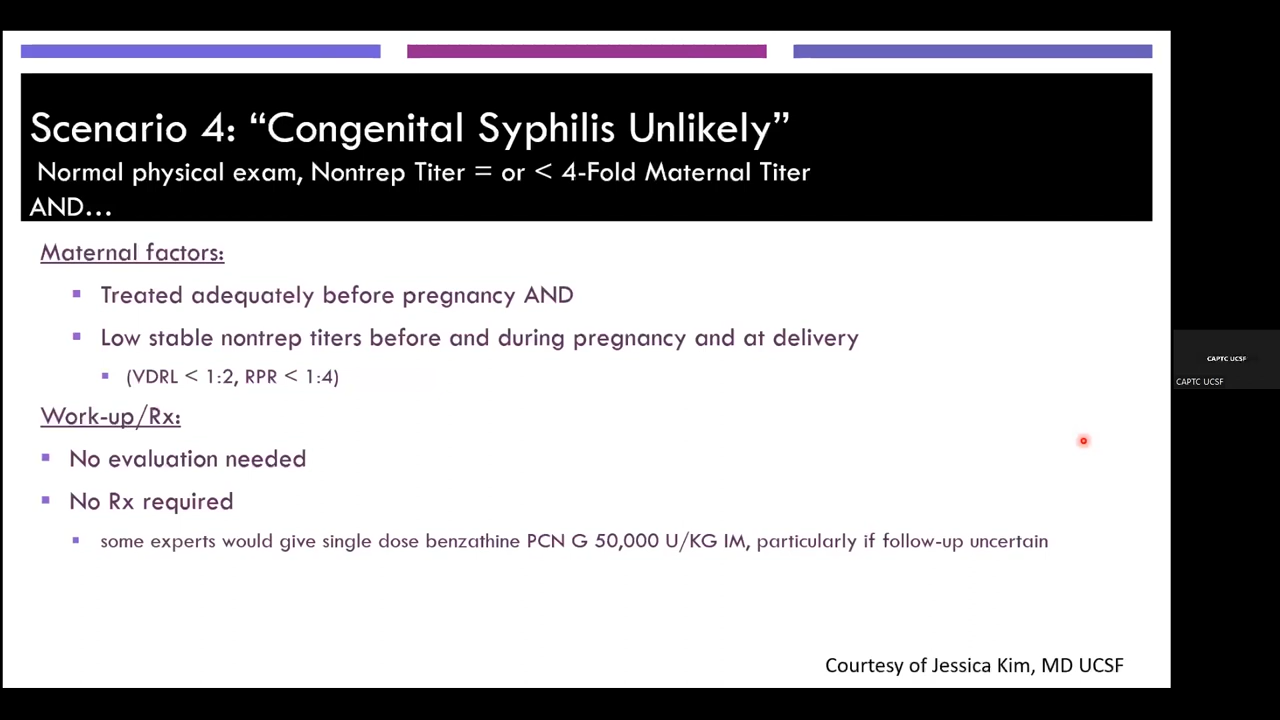 Scenario 4: “Congenital Syphilis Unlikely”
Normal physical exam, Nontrep Titer = or < 4-Fold Maternal Titer
AND…
Maternal factors:
Treated adequately before pregnancy AND
Low stable nontrep titers before and during pregnancy and at delivery
(VDRL < 1:2, RPR < 1:4)
Work-up/Rx:
No evaluation needed
No Rx required
some experts would give single dose benzathine PCN G 50,000 U/KG IM, particularly if follow-up uncertain
Courtesy of Jessica Kim, MD UCSF
CAPTC UCSF
CAPTC UCSF